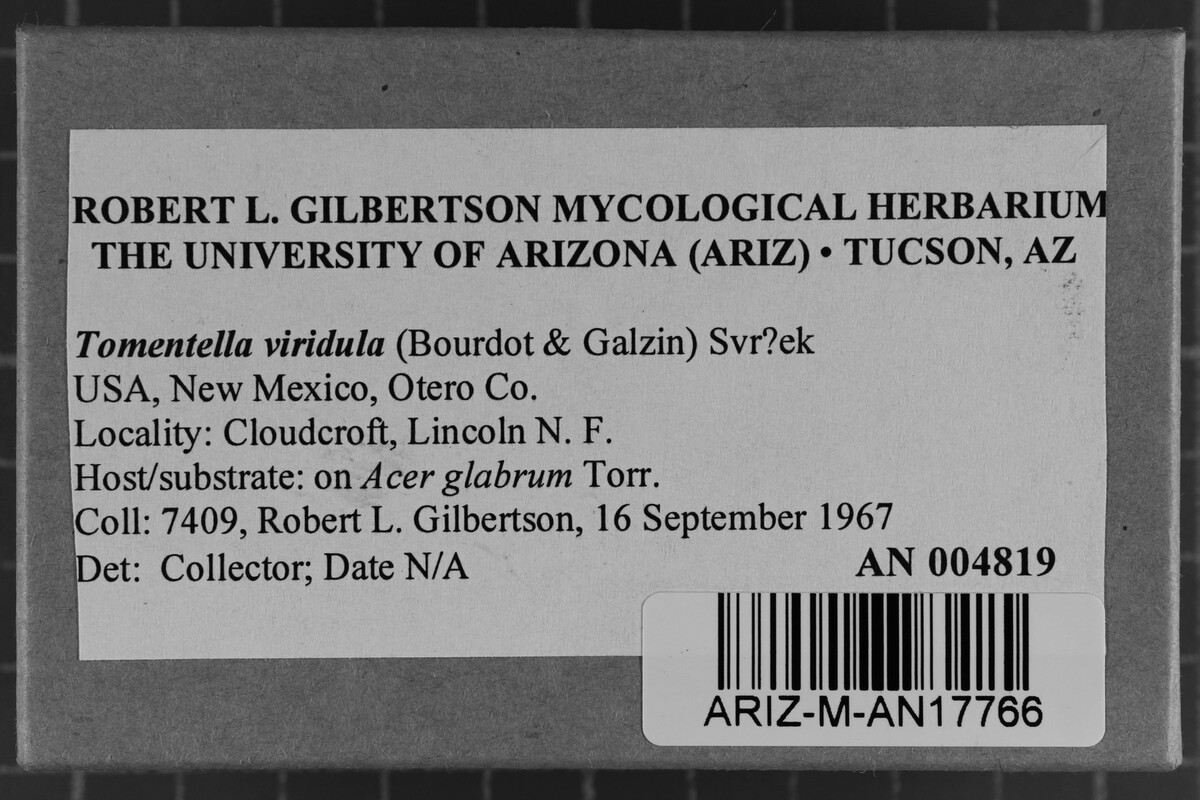 ROBERT L. GILBERTSON MYCOLOGICAL HERBARIUM
THE UNIVERSITY OF ARIZONA (ARIZ) • TUCSON, AZ
Tomentella viridula (Bourdot & Galzin) Svr?ek
USA, New Mexico, Otero Co.
Locality: Cloudcroft, Lincoln N. F.
Host/substrate: on Acer glabrum Torr.
Coll: 7409, Robert L. Gilbertson, 16 September 1967
Det: Collector; Date N/A
AN 004819
ARIZ-M-AN17766